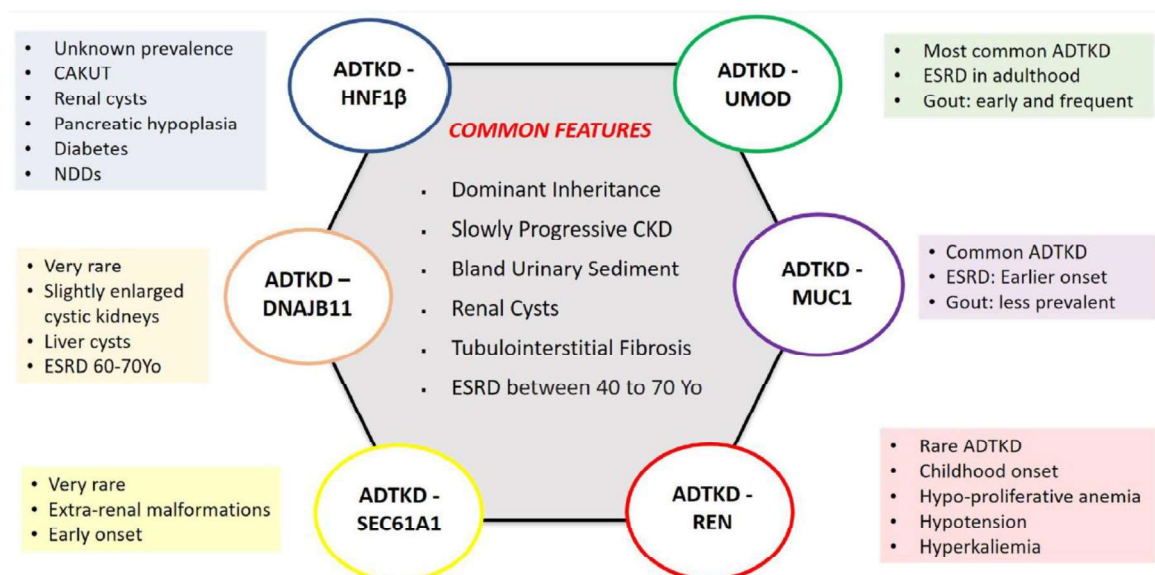 • Unknown prevalence
• CAKUT
• Renal cysts
• Pancreatic hypoplasia
• Diabetes
• NDDs
ADTKD -
HNF1β
ADTKD -
UMOD
• Most common ADTKD
• ESRD in adulthood
• Gout: early and frequent
COMMON FEATURES
▪ Dominant Inheritance
▪ Slowly Progressive CKD
▪ Bland Urinary Sediment
▪ Renal Cysts
▪ Tubulointerstitial Fibrosis
▪ ESRD between 40 to 70 Yo
• Very rare
• Slightly enlarged
cystic kidneys
• Liver cysts
• ESRD 60-70Yo
ADTKD –
DNAJB11
ADTKD -
MUC1
• Common ADTKD
• ESRD: Earlier onset
• Gout: less prevalent
• Very rare
• Extra-renal malformations
• Early onset
ADTKD -
SEC61A1
ADTKD -
REN
• Rare ADTKD
• Childhood onset
• Hypo-proliferative anemia
• Hypotension
• Hyperkaliemia